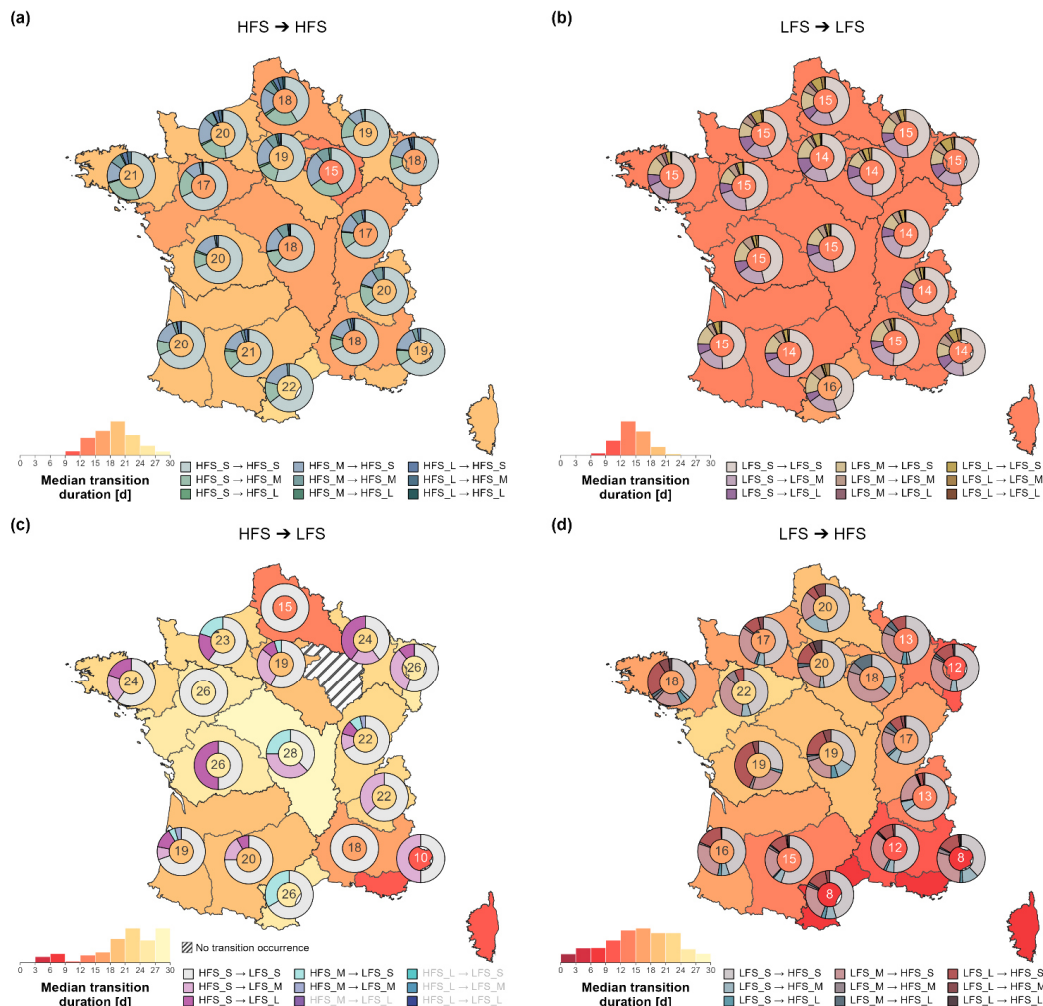 (a)
HFS ➔ HFS
18
20
19
19
18
21
17
15
17
20
18
20
20
21
18
19
22
0 3 6 9 12 15 18 21 24 27 30
Median transition
duration [d]
HFS_S → HFS_S HFS_M → HFS_S HFS_L → HFS_S
HFS_S → HFS_M HFS_M → HFS_M HFS_L → HFS_M
HFS_S → HFS_L HFS_M → HFS_L HFS_L → HFS_L
(b)
LFS ➔ LFS
15
15
15
14
15
15
15
14
14
15
15
14
15
14
15
14
16
0 3 6 9 12 15 18 21 24 27 30
Median transition
duration [d]
LFS_S → LFS_S LFS_M → LFS_S LFS_L → LFS_S
LFS_S → LFS_M LFS_M → LFS_M LFS_L → LFS_M
LFS_S → LFS_L LFS_M → LFS_L LFS_L → LFS_L
(c)
HFS ➔ LFS
15
23
24
19
26
24
26
22
26
28
22
19
20
18
10
26
No transition occurrence
0 3 6 9 12 15 18 21 24 27 30
Median transition
duration [d]
HFS_S → LFS_S HFS_M → LFS_S HFS_L → LFS_S
HFS_S → LFS_M HFS_M → LFS_M HFS_L → LFS_M
HFS_S → LFS_L HFS_M → LFS_L HFS_L → LFS_L
(d)
LFS ➔ HFS
20
17
13
20
12
18
22
18
17
19
19
13
16
15
12
8
8
0 3 6 9 12 15 18 21 24 27 30
Median transition
duration [d]
LFS_S → HFS_S LFS_M → HFS_S LFS_L → HFS_S
LFS_S → HFS_M LFS_M → HFS_M LFS_L → HFS_M
LFS_S → HFS_L LFS_M → HFS_L LFS_L → HFS_L